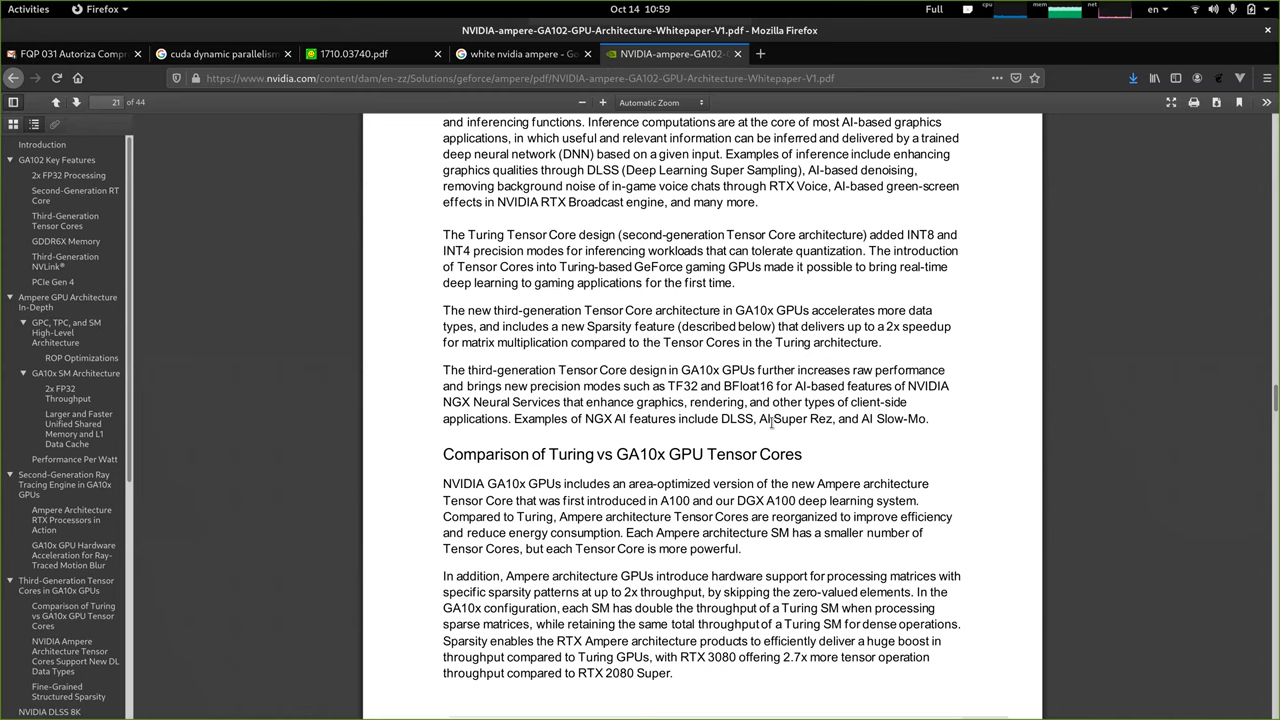 Activities
Firefox
Oct 14 10:59
Full
cpu
mem
net
en
NVIDIA-ampere-GA102-GPU-Architecture-Whitepaper-V1.pdf - Mozilla Firefox
FQP 031 Autoriza Compr
cuda dynamic parallelism
1710.03740.pdf
white nvidia ampere - Go
NVIDIA-ampere-GA102-
https://www.nvidia.com/content/dam/en-zz/Solutions/geforce/ampere/pdf/NVIDIA-ampere-GA102-GPU-Architecture-Whitepaper-V1.pdf
21 of 44
Automatic Zoom
Introduction
GA102 Key Features
2x FP32 Processing
Second-Generation RT
Core
Third-Generation
Tensor Cores
GDDR6X Memory
Third-Generation
NVLink®
PCIe Gen 4
Ampere GPU Architecture
In-Depth
GPC, TPC, and SM
High-Level
Architecture
ROP Optimizations
GA10x SM Architecture
2x FP32
Throughput
Larger and Faster
Unified Shared
Memory and L1
Data Cache
Performance Per Watt
Second-Generation Ray
Tracing Engine in GA10x
GPUs
Ampere Architecture
RTX Processors in
Action
GA10x GPU Hardware
Acceleration for Ray-
Traced Motion Blur
Third-Generation Tensor
Cores in GA10x GPUs
Comparison of Turing
vs GA10x GPU Tensor
Cores
NVIDIA Ampere
Architecture Tensor
Cores Support New DL
Data Types
Fine-Grained
Structured Sparsity
NVIDIA DLSS 8K
and inferencing functions. Inference computations are at the core of most AI-based graphics
applications, in which useful and relevant information can be inferred and delivered by a trained
deep neural network (DNN) based on a given input. Examples of inference include enhancing
graphics qualities through DLSS (Deep Learning Super Sampling), AI-based denoising,
removing background noise of in-game voice chats through RTX Voice, AI-based green-screen
effects in NVIDIA RTX Broadcast engine, and many more.
The Turing Tensor Core design (second-generation Tensor Core architecture) added INT8 and
INT4 precision modes for inferencing workloads that can tolerate quantization. The introduction
of Tensor Cores into Turing-based GeForce gaming GPUs made it possible to bring real-time
deep learning to gaming applications for the first time.
The new third-generation Tensor Core architecture in GA10x GPUs accelerates more data
types, and includes a new Sparsity feature (described below) that delivers up to a 2x speedup
for matrix multiplication compared to the Tensor Cores in the Turing architecture.
The third-generation Tensor Core design in GA10x GPUs further increases raw performance
and brings new precision modes such as TF32 and BFloat16 for AI-based features of NVIDIA
NGX Neural Services that enhance graphics, rendering, and other types of client-side
applications. Examples of NGX AI features include DLSS, AI Super Rez, and AI Slow-Mo.
Comparison of Turing vs GA10x GPU Tensor Cores
NVIDIA GA10x GPUs includes an area-optimized version of the new Ampere architecture
Tensor Core that was first introduced in A100 and our DGX A100 deep learning system.
Compared to Turing, Ampere architecture Tensor Cores are reorganized to improve efficiency
and reduce energy consumption. Each Ampere architecture SM has a smaller number of
Tensor Cores, but each Tensor Core is more powerful.
In addition, Ampere architecture GPUs introduce hardware support for processing matrices with
specific sparsity patterns at up to 2x throughput, by skipping the zero-valued elements. In the
GA10x configuration, each SM has double the throughput of a Turing SM when processing
sparse matrices, while retaining the same total throughput of a Turing SM for dense operations.
Sparsity enables the RTX Ampere architecture products to efficiently deliver a huge boost in
throughput compared to Turing GPUs, with RTX 3080 offering 2.7x more tensor operation
throughput compared to RTX 2080 Super.